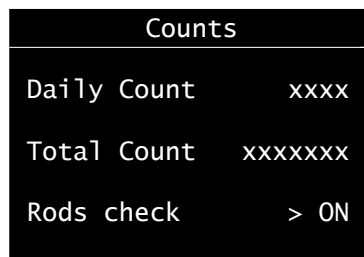 Counts
Daily Count xxxx
Total Count xxxxxxx
Rods check > ON